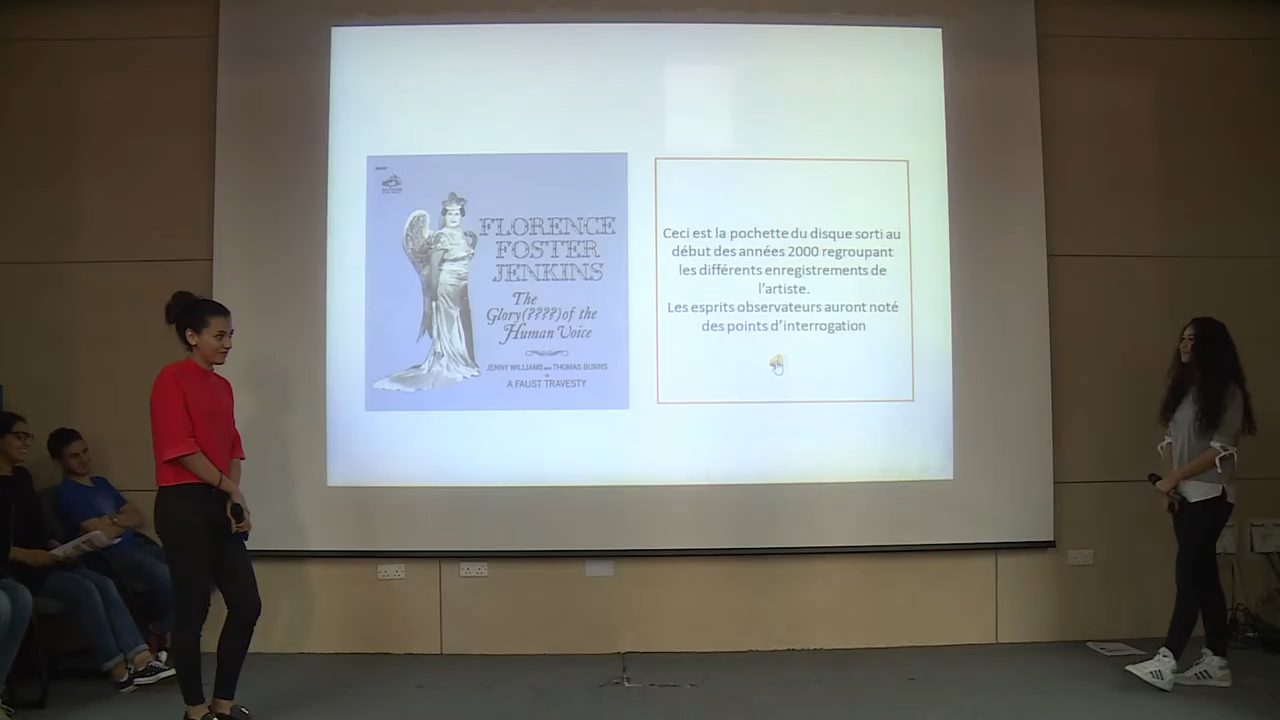 FLORENCE
FOSTER
JENKINS
The
Glory(????) of the
Human Voice
JENNY WILLIAMS and THOMAS BURNS
A FAUST TRAVESTY
Ceci est la pochette du disque sorti au
début des années 2000 regroupant
les différents enregistrements de
l'artiste.
Les esprits observateurs auront noté
des points d'interrogation